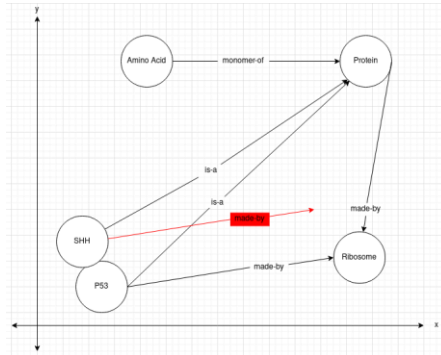 y
Amino Acid
monomer-of
Protein
is-a
is-a
made-by
made-by
SHH
made-by
Ribosome
P53
x